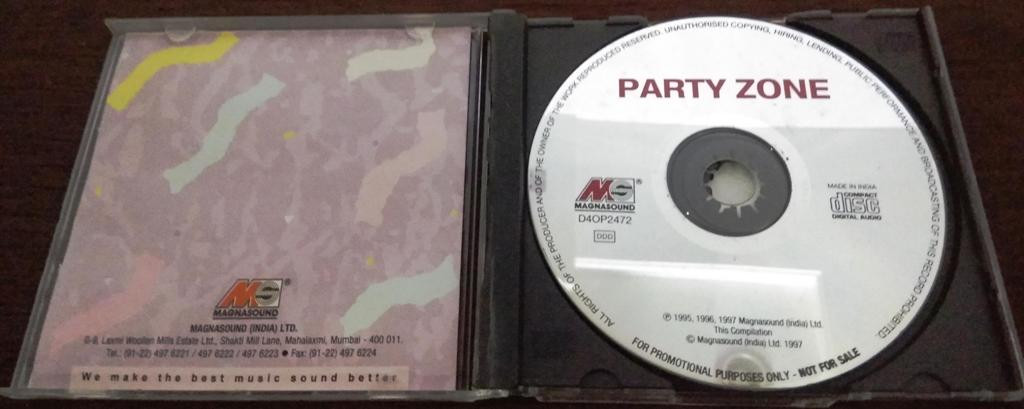 MS®
MAGNASOUND
MAGNASOUND (INDIA) LTD.
G-9, Laxmi Woollen Mills Estate Ltd., Shakti Mill Lane, Mahalaxmi, Mumbai - 400 011.
Tel.: (91-22) 497 6221 / 497 6222 / 497 6223 ● Fax: (91-22) 497 6224
We make the best music sound better
ALL RIGHTS OF THE PRODUCER AND OF THE OWNER OF THE WORK REPRODUCED RESERVED. UNAUTHORISED COPYING, HIRING, LENDING, PUBLIC PERFORMANCE AND BROADCASTING OF THIS RECORD PROHIBITED.
PARTY ZONE
MS®
MAGNASOUND
D4OP2472
DDD
MADE IN INDIA
COMPACT
disc
DIGITAL AUDIO
℗ 1995, 1996, 1997 Magnasound (India) Ltd.
This Compilation
© Magnasound (India) Ltd. 1997
FOR PROMOTIONAL PURPOSES ONLY - NOT FOR SALE